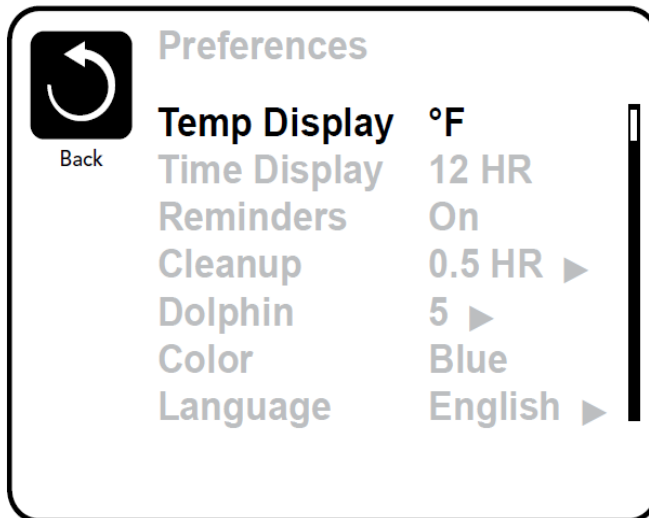 Preferences
Back
Temp Display °F
Time Display 12 HR
Reminders On
Cleanup 0.5 HR ▶
Dolphin 5 ▶
Color Blue
Language English ▶